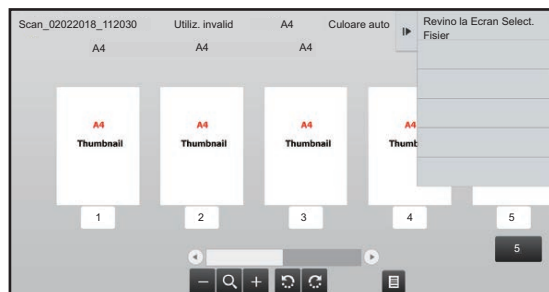 Scan_02022018_112030 Utiliz. invalid A4 Culoare auto
Revino la Ecran Select.
Fisier
A4 A4 A4
A4 A4 A4 A4
Thumbnail Thumbnail Thumbnail Thumb
1 2 3 4 5
5